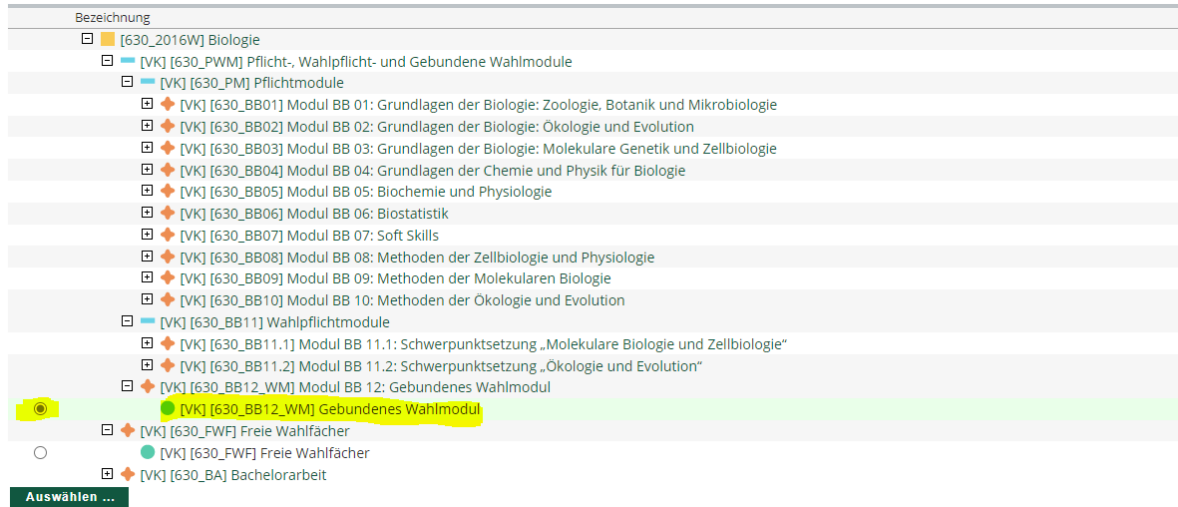 Bezeichnung
[630_2016W] Biologie
[VK] [630_PWM] Pflicht-, Wahlpflicht- und Gebundene Wahlmodule
[VK] [630_PM] Pflichtmodule
[VK] [630_BB01] Modul BB 01: Grundlagen der Biologie: Zoologie, Botanik und Mikrobiologie
[VK] [630_BB02] Modul BB 02: Grundlagen der Biologie: Ökologie und Evolution
[VK] [630_BB03] Modul BB 03: Grundlagen der Biologie: Molekulare Genetik und Zellbiologie
[VK] [630_BB04] Modul BB 04: Grundlagen der Chemie und Physik für Biologie
[VK] [630_BB05] Modul BB 05: Biochemie und Physiologie
[VK] [630_BB06] Modul BB 06: Biostatistik
[VK] [630_BB07] Modul BB 07: Soft Skills
[VK] [630_BB08] Modul BB 08: Methoden der Zellbiologie und Physiologie
[VK] [630_BB09] Modul BB 09: Methoden der Molekularen Biologie
[VK] [630_BB10] Modul BB 10: Methoden der Ökologie und Evolution
[VK] [630_BB11] Wahlpflichtmodule
[VK] [630_BB11.1] Modul BB 11.1: Schwerpunktsetzung „Molekulare Biologie und Zellbiologie“
[VK] [630_BB11.2] Modul BB 11.2: Schwerpunktsetzung „Ökologie und Evolution“
[VK] [630_BB12_WM] Modul BB 12: Gebundenes Wahlmodul
[VK] [630_BB12_WM] Gebundenes Wahlmodul
[VK] [630_FWF] Freie Wahlfächer
[VK] [630_FWF] Freie Wahlfächer
[VK] [630_BA] Bachelorarbeit
Auswählen ...